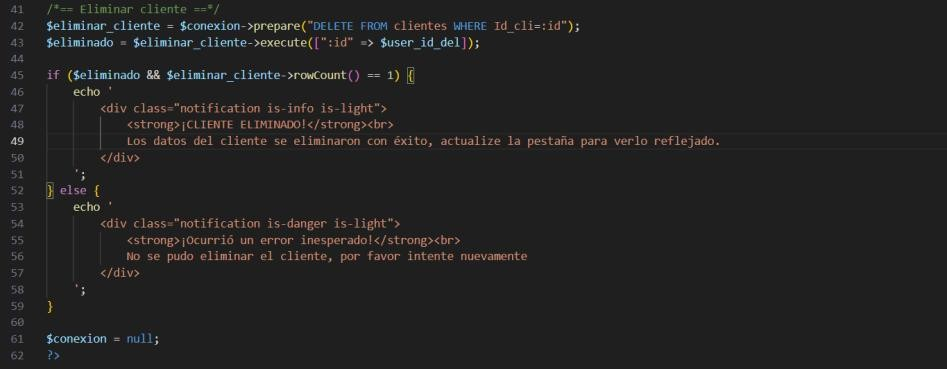 41 /*== Eliminar cliente ==*/
42 $eliminar_cliente = $conexion->prepare("DELETE FROM clientes WHERE Id_cli=:id");
43 $eliminado = $eliminar_cliente->execute([":id" => $user_id_del]);
44
45 if ($eliminado && $eliminar_cliente->rowCount() == 1) {
46 echo '
47 <div class="notification is-info is-light">
48 <strong>¡CLIENTE ELIMINADO!</strong><br>
49 Los datos del cliente se eliminaron con éxito, actualize la pestaña para verlo reflejado.
50 </div>
51 ';
52 } else {
53 echo '
54 <div class="notification is-danger is-light">
55 <strong>¡Ocurrió un error inesperado!</strong><br>
56 No se pudo eliminar el cliente, por favor intente nuevamente
57 </div>
58 ';
59 }
60
61 $conexion = null;
62 ?>